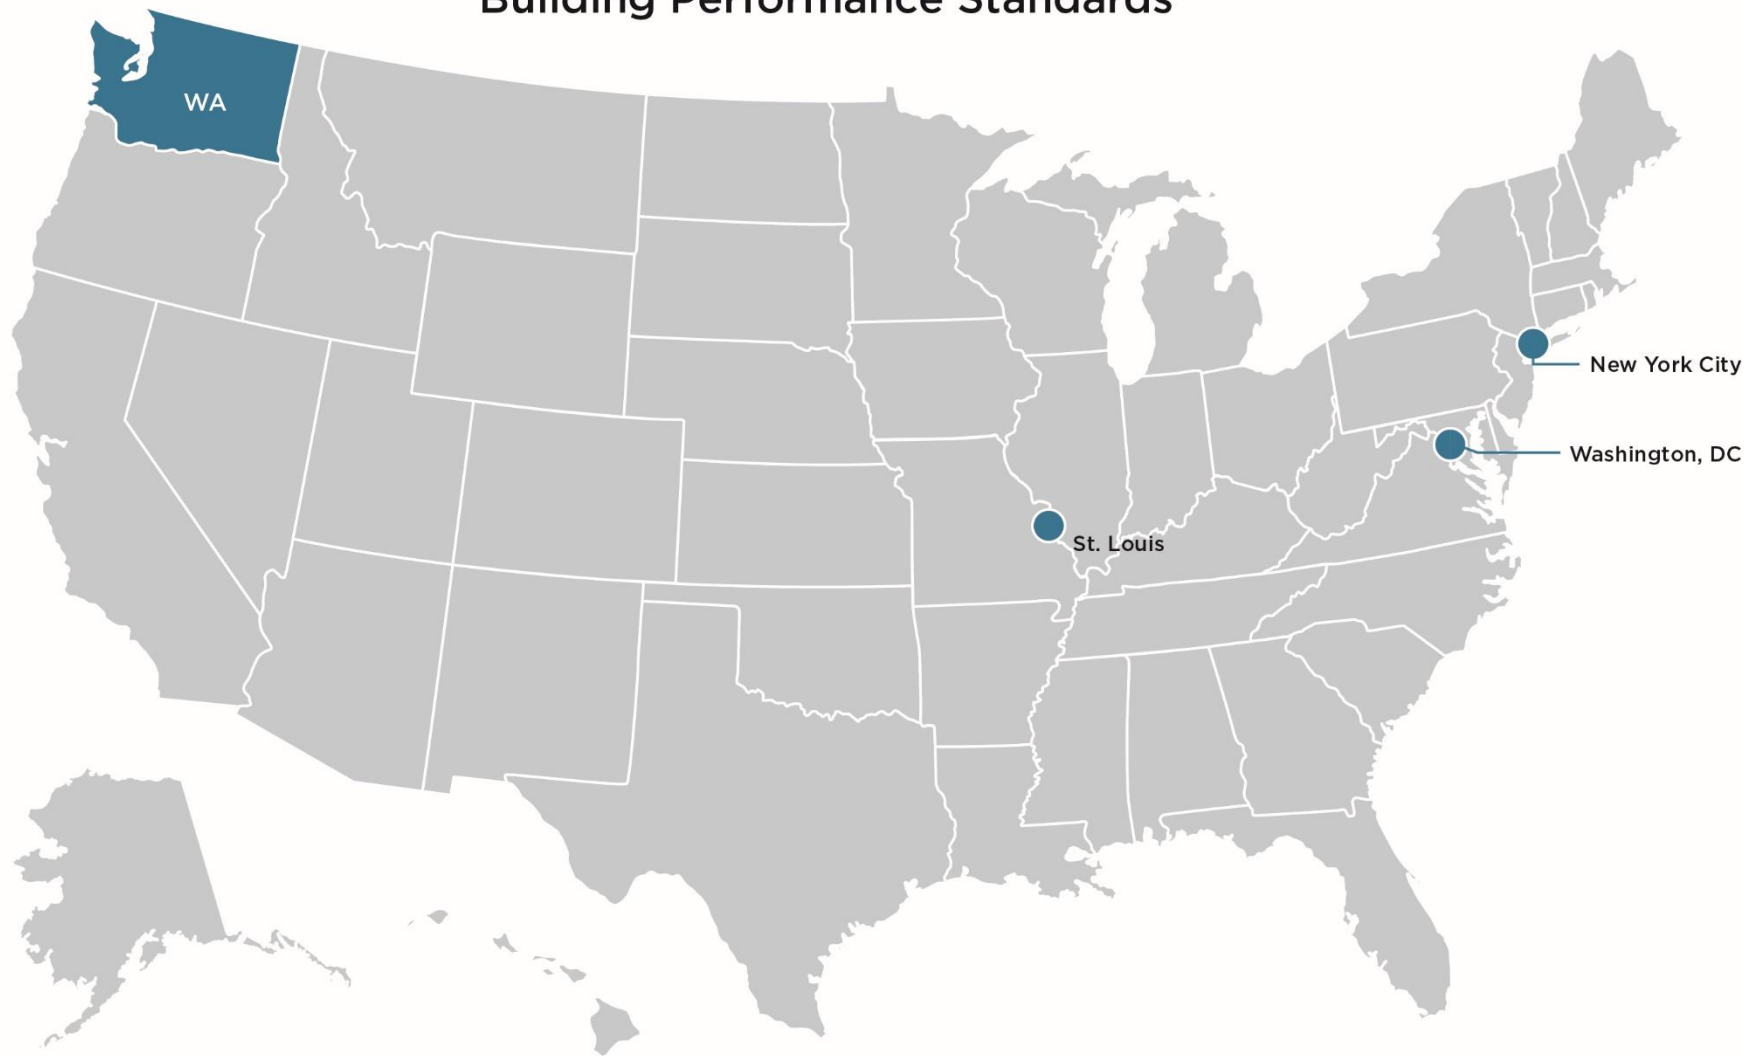 Building Performance Standards
WA
New York City
Washington, DC
St. Louis